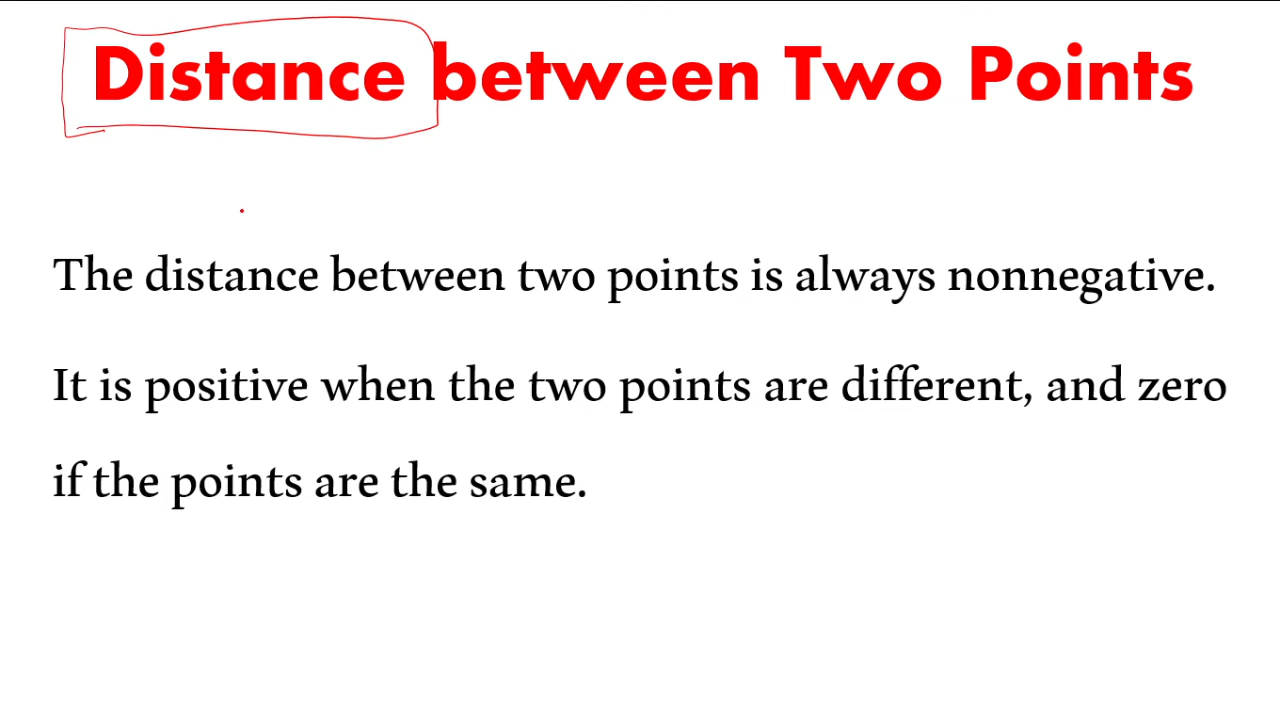 Distance between Two Points
The distance between two points is always nonnegative.
It is positive when the two points are different, and zero
if the points are the same.